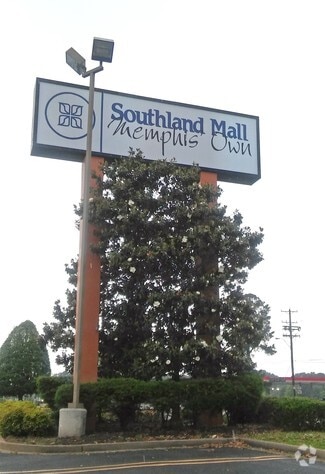 Southland Mall
Memphis' Own